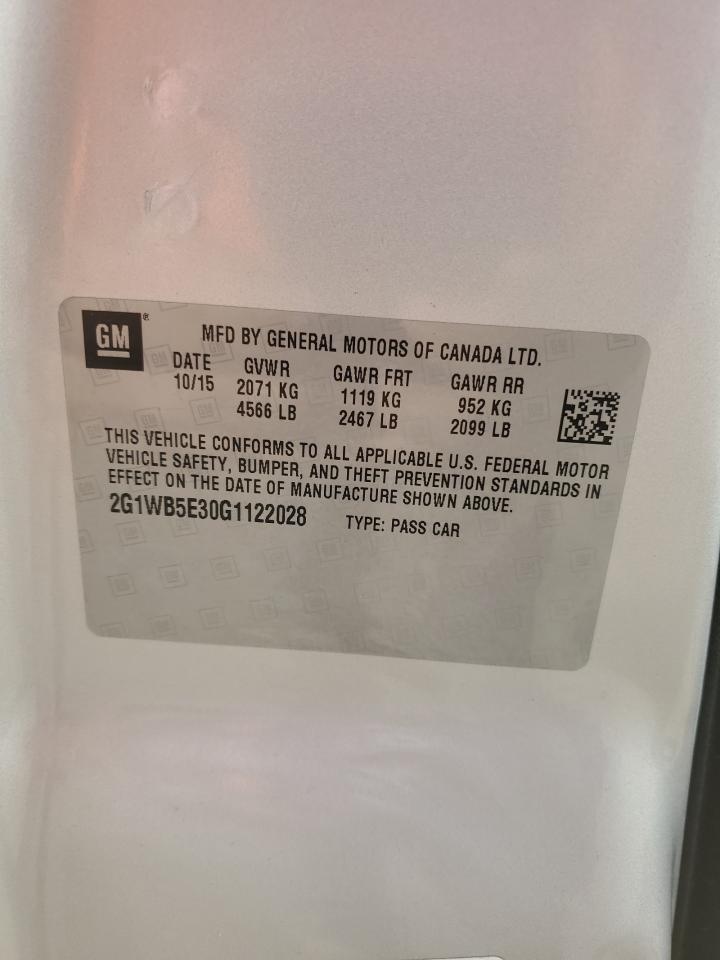 GM ®
MFD BY GENERAL MOTORS OF CANADA LTD.
DATE GVWR GAWR FRT GAWR RR
10/15 2071 KG 1119 KG 952 KG
4566 LB 2467 LB 2099 LB
THIS VEHICLE CONFORMS TO ALL APPLICABLE U.S. FEDERAL MOTOR
VEHICLE SAFETY, BUMPER, AND THEFT PREVENTION STANDARDS IN
EFFECT ON THE DATE OF MANUFACTURE SHOWN ABOVE.
2G1WB5E30G1122028 TYPE: PASS CAR